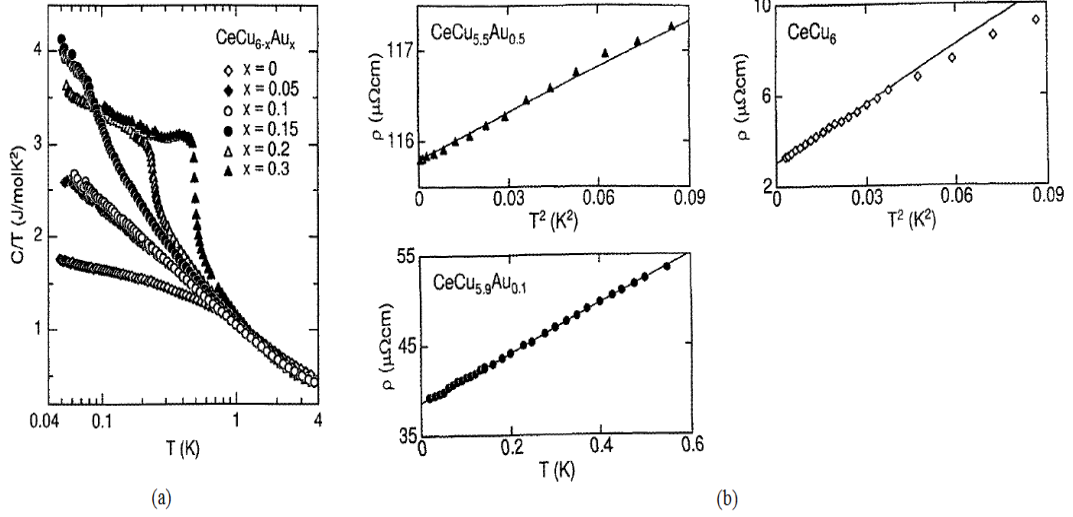 CeCu6-xAux
x = 0
x = 0.05
x = 0.1
x = 0.15
x = 0.2
x = 0.3
C/T (J/molK²)
4
3
2
1
0.04
0.1
1
4
T (K)
(a)
CeCu5.5Au0.5
ρ (μΩcm)
117
116
0
0.03
0.06
0.09
T² (K²)
CeCu6
ρ (μΩcm)
10
6
2
0
0.03
0.06
0.09
T² (K²)
CeCu5.9Au0.1
ρ (μΩcm)
55
45
35
0
0.2
0.4
0.6
T (K)
(b)